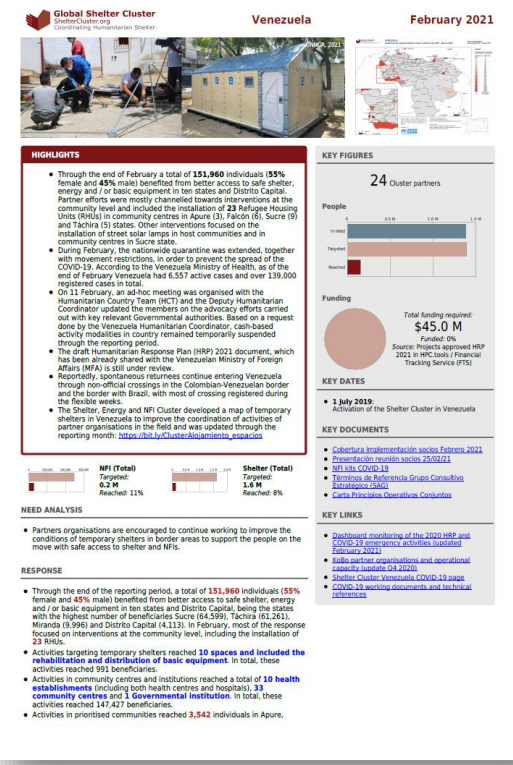 Global Shelter Cluster
ShelterCluster.org
Coordinating Humanitarian Shelter
Venezuela
February 2021
UNHCR, 2021
HIGHLIGHTS
● Through the end of February a total of 151,960 individuals (55%
female and 45% male) benefited from better access to safe shelter,
energy and / or basic equipment in ten states and Distrito Capital.
Partner efforts were mostly channelled towards interventions at the
community level and included the installation of 23 Refugee Housing
Units (RHUs) in community centres in Apure (3), Falcón (6), Sucre (9)
and Táchira (5) states. Other interventions focused on the
installation of street solar lamps in host communities and in
community centres in Sucre state.
● During February, the nationwide quarantine was extended, together
with movement restrictions, in order to prevent the spread of the
COVID-19. According to the Venezuela Ministry of Health, as of the
end of February Venezuela had 6,557 active cases and over 139,000
registered cases in total.
● On 11 February, an ad-hoc meeting was organised with the
Humanitarian Country Team (HCT) and the Deputy Humanitarian
Coordinator updated the members on the advocacy efforts carried
out with key relevant Governmental authorities. Based on a request
done by the Venezuela Humanitarian Coordinator, cash-based
activity modalities in country remained temporarily suspended
through the reporting period.
● The draft Humanitarian Response Plan (HRP) 2021 document, which
has been already shared with the Venezuelan Ministry of Foreign
Affairs (MFA) is still under review.
● Reportedly, spontaneous returnees continue entering Venezuela
through non-official crossings in the Colombian-Venezuelan border
and the border with Brazil, with most of crossing registered during
the flexible weeks.
● The Shelter, Energy and NFI Cluster developed a map of temporary
shelters in Venezuela to improve the coordination of activities of
partner organisations in the field and was updated through the
reporting month: https://bit.ly/ClusterAlojamiento_espacios
NFI (Total)
Targeted:
0.2 M
Reached: 11%
Shelter (Total)
Targeted:
1.6 M
Reached: 8%
NEED ANALYSIS
● Partners organisations are encouraged to continue working to improve the
conditions of temporary shelters in border areas to support the people on the
move with safe access to shelter and NFIs.
RESPONSE
● Through the end of the reporting period, a total of 151,960 individuals (55%
female and 45% male) benefited from better access to safe shelter, energy
and / or basic equipment in ten states and Distrito Capital, being the states
with the highest number of beneficiaries Sucre (64,599), Táchira (61,261),
Miranda (9,996) and Distrito Capital (4,113). In February, most of the response
focused on interventions at the community level, including the installation of
23 RHUs.
● Activities targeting temporary shelters reached 10 spaces and included the
rehabilitation and distribution of basic equipment. In total, these
activities reached 991 beneficiaries.
● Activities in community centres and institutions reached a total of 10 health
establishments (including both health centres and hospitals), 33
community centres and 1 Governmental institution. In total, these
activities reached 147,427 beneficiaries.
● Activities in prioritised communities reached 3,542 individuals in Apure,
KEY FIGURES
24 Cluster partners
People
0 0.5 M 1.0 M 1.5 M
In need
Targeted
Reached
Funding
Total funding required:
$45.0 M
Funded: 0%
Source: Projects approved HRP
2021 in HPC.tools / Financial
Tracking Service (FTS)
KEY DATES
● 1 July 2019:
Activation of the Shelter Cluster in Venezuela
KEY DOCUMENTS
● Cobertura implementación socios Febrero 2021
● Presentación reunión socios 25/02/21
● NFI kits COVID-19
● Términos de Referencia Grupo Consultivo
Estratégico (SAG)
● Carta Principios Operativos Conjuntos
KEY LINKS
● Dashboard monitoring of the 2020 HRP and
COVID-19 emergency activities (updated
February 2021)
● KoBo partner organisations and operational
capacity (update Q4 2020)
● Shelter Cluster Venezuela COVID-19 page
● COVID-19 working documents and technical
references